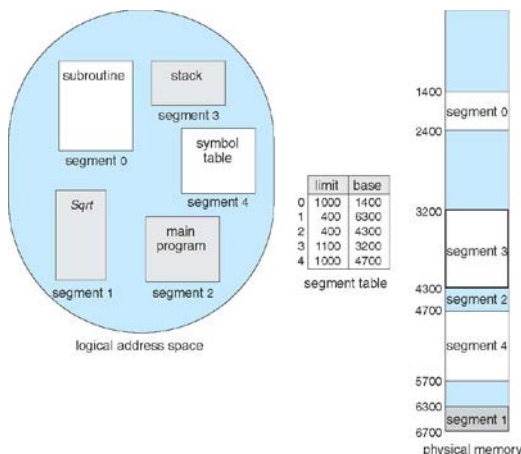 subroutine
stack
segment 3
segment 0
symbol
table
segment 4
Sqrt
main
program
segment 1
segment 2
logical address space
limit base
0 1000 1400
1 400 6300
2 400 4300
3 1100 3200
4 1000 4700
segment table
1400
segment 0
2400
3200
segment 3
4300
segment 2
4700
segment 4
5700
6300
segment 1
6700
physical memory